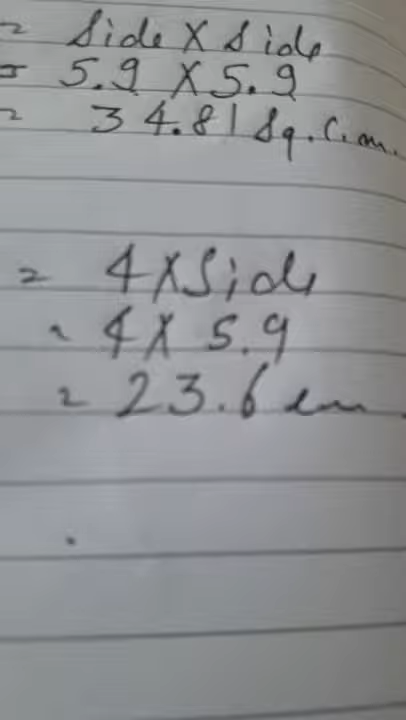 = Side X Side
= 5.9 X 5.9
= 34.81 Sq. C.m.
= 4 X Side
= 4 X 5.9
= 23.6 cm